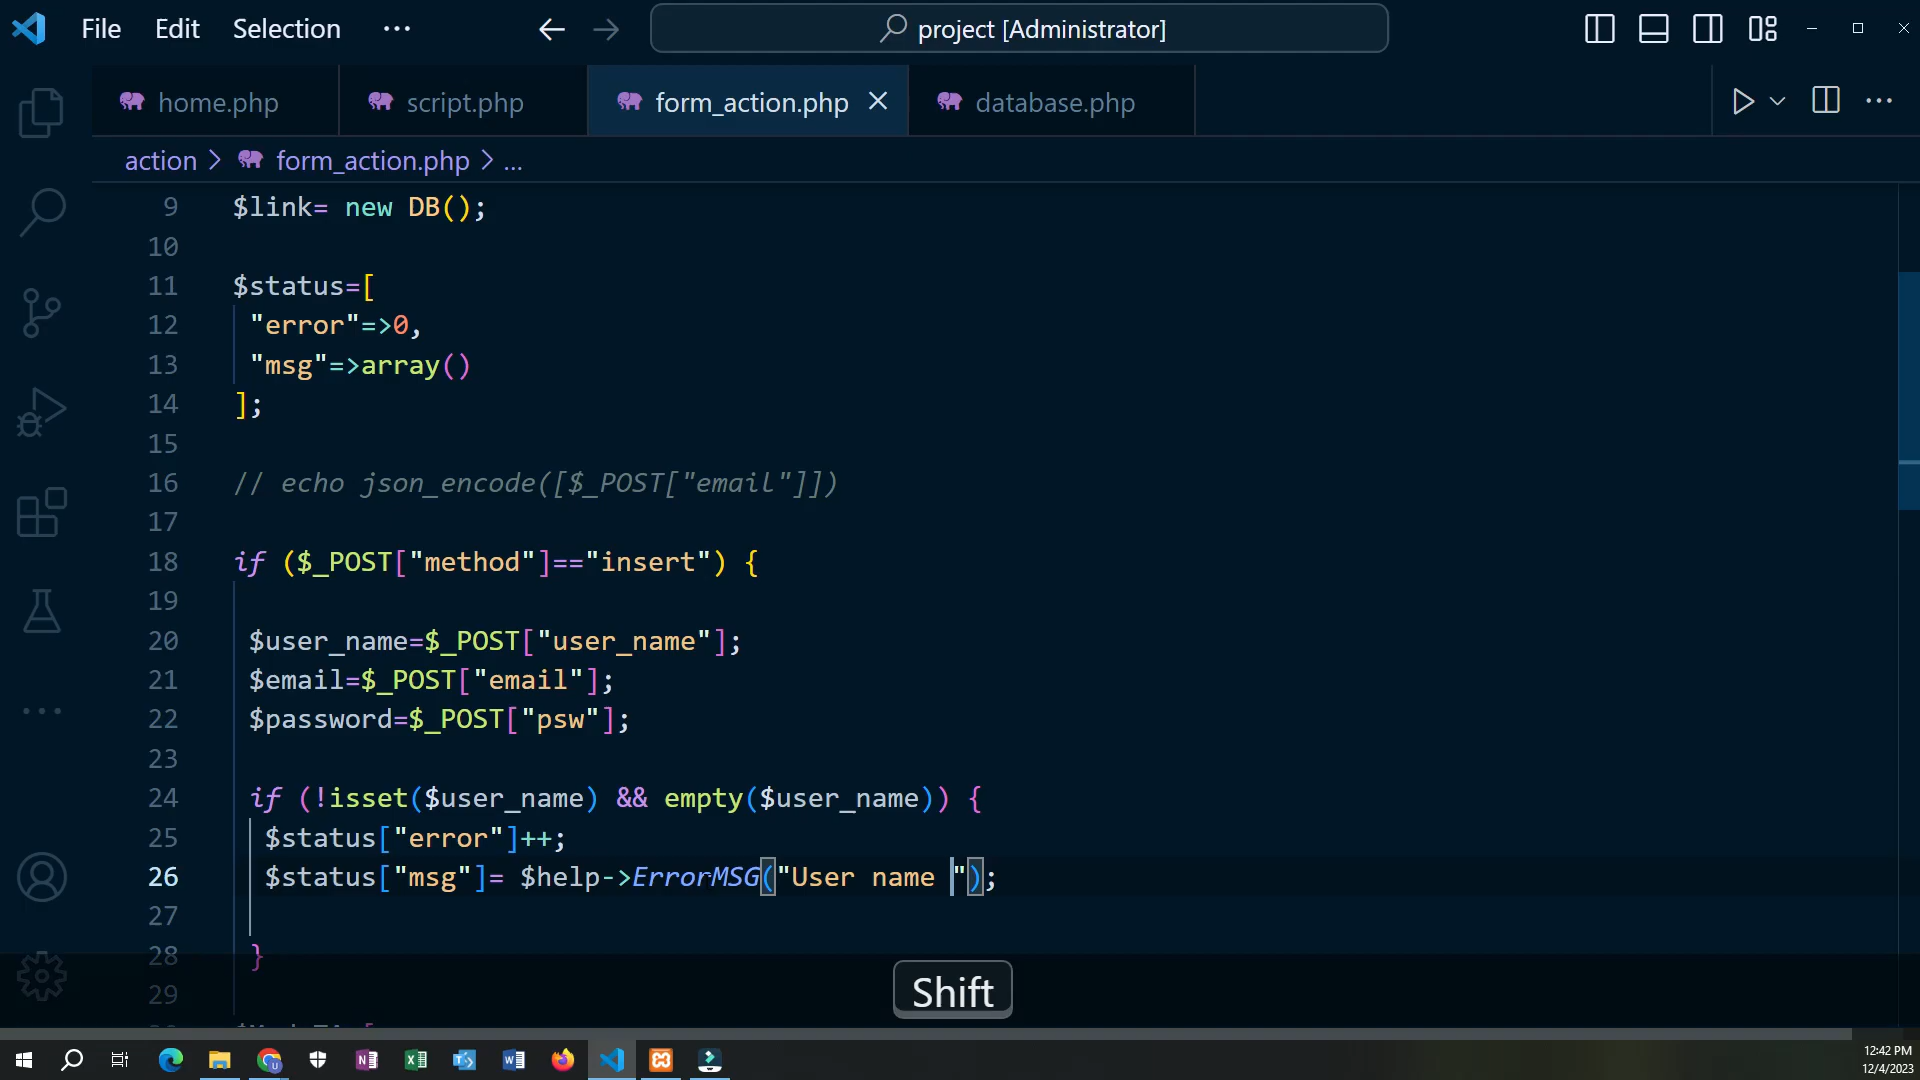 File Edit Selection ... project [Administrator]
home.php script.php form_action.php database.php
action > form_action.php > ...
9 $link= new DB();
10
11 $status=[
12 "error"=>0,
13 "msg"=>array()
14 ];
15
16 // echo json_encode([$_POST["email"]])
17
18 if ($_POST["method"]=="insert") {
19
20 $user_name=$_POST["user_name"];
21 $email=$_POST["email"];
22 $password=$_POST["psw"];
23
24 if (!isset($user_name) && empty($user_name)) {
25 $status["error"]++;
26 $status["msg"]= $help->ErrorMSG("User name ");
27
28 }
29
Shift
12:42 PM
12/4/2023